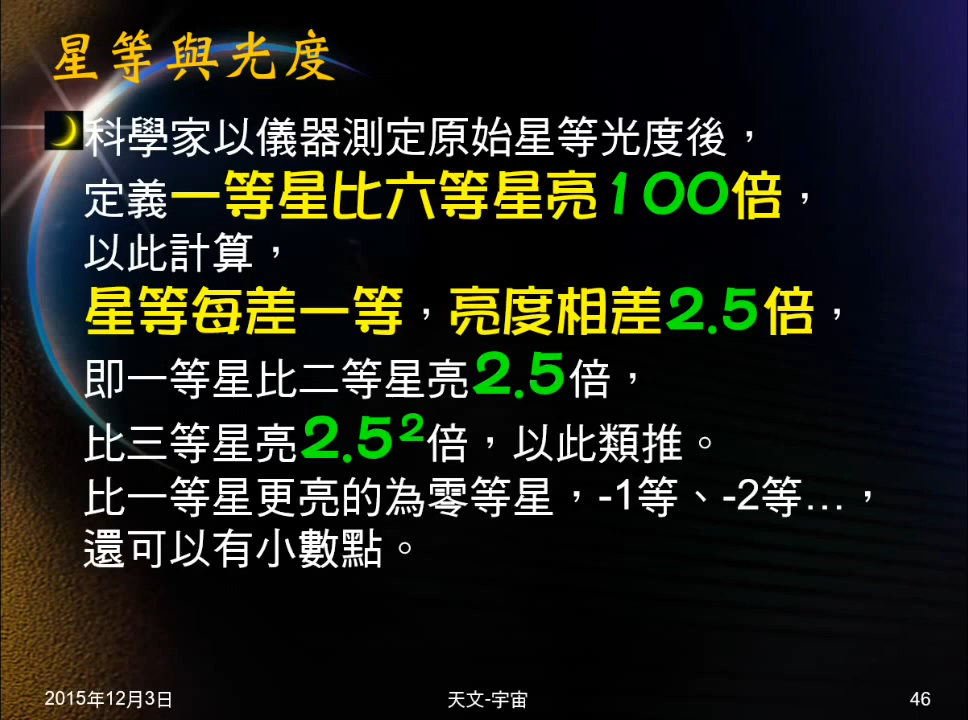 星等與光度
科學家以儀器測定原始星等光度後，
定義一等星比六等星亮100倍，
以此計算，
星等每差一等，亮度相差2.5倍，
即一等星比二等星亮2.5倍，
比三等星亮2.5²倍，以此類推。
比一等星更亮的為零等星，-1等、-2等…，
還可以有小數點。
2015年12月3日
天文-宇宙
46